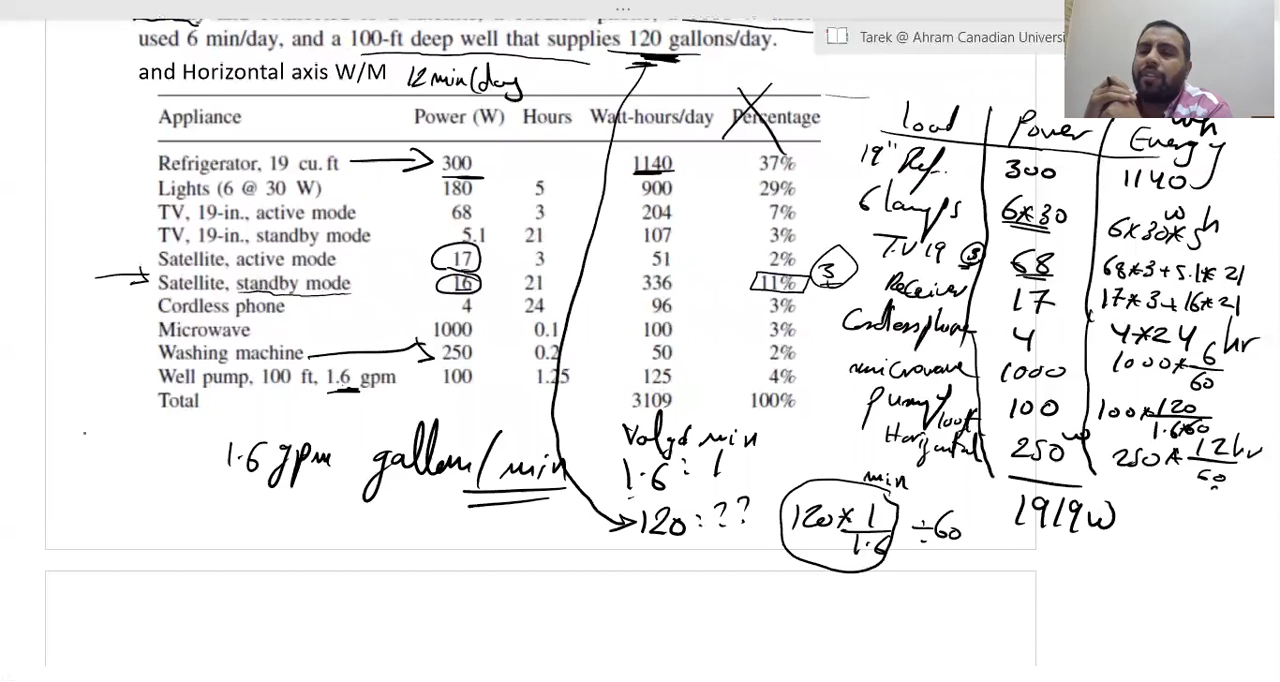 used 6 min/day, and a 100-ft deep well that supplies 120 gallons/day.
Tarek @ Ahram Canadian Universi
and Horizontal axis W/M 12 min/day
Appliance Power (W) Hours Watt-hours/day Percentage
Refrigerator, 19 cu. ft 300 1140 37%
Lights (6 @ 30 W) 180 5 900 29%
TV, 19-in., active mode 68 3 204 7%
TV, 19-in., standby mode 5.1 21 107 3%
Satellite, active mode 17 3 51 2%
Satellite, standby mode 16 21 336 11% 3
Cordless phone 4 24 96 3%
Microwave 1000 0.1 100 3%
Washing machine 250 0.2 50 2%
Well pump, 100 ft, 1.6 gpm 100 1.25 125 4%
Total 3109 100%
Load Power Energy Wh
19" Ref. 300 1140
6 lamps 6*30 6*30*5 wh
T.V 19 3 68 68*3+5.1*21
Receiver 17 17*3+16*21
Cordless phone 4 4*24 hr
microwave 1000 1000*6/60
Pump 100ft 100 100*120/1.6*60
Horizontal 250 w 250*12/60 hr
1919 w
1.6 gpm gallon/min
Vol gal min
1.6 : 1
120 : ??
120*1/1.6 min ÷60